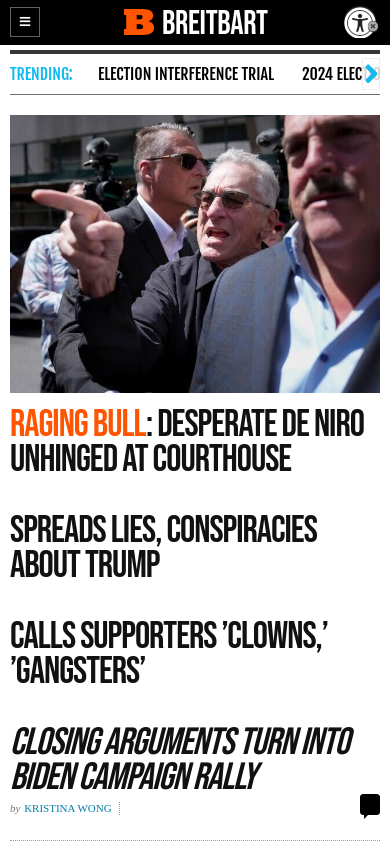 BREITBART
TRENDING: ELECTION INTERFERENCE TRIAL 2024 ELEC
RAGING BULL: DESPERATE DE NIRO
UNHINGED AT COURTHOUSE
SPREADS LIES, CONSPIRACIES
ABOUT TRUMP
CALLS SUPPORTERS ’CLOWNS,’
’GANGSTERS’
CLOSING ARGUMENTS TURN INTO
BIDEN CAMPAIGN RALLY
by KRISTINA WONG